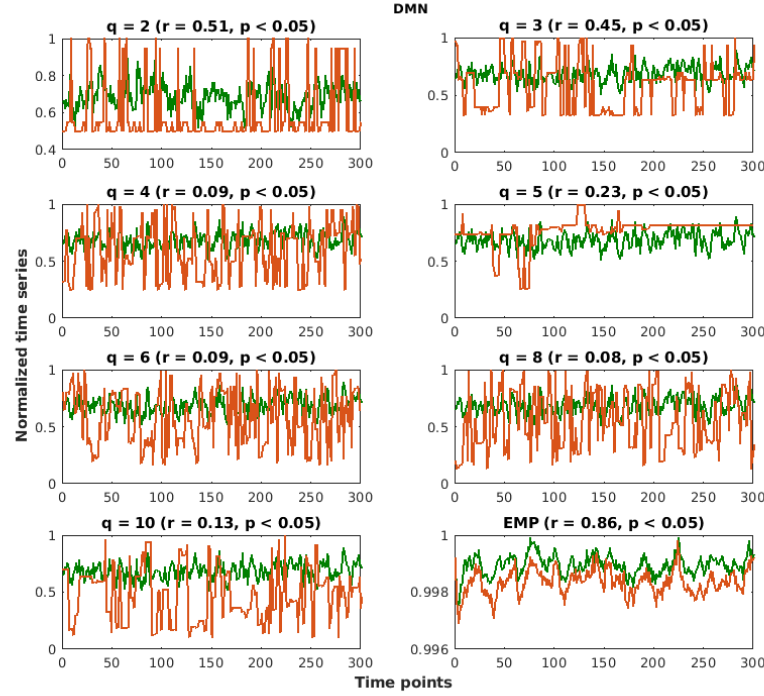 DMN
q = 2 (r = 0.51, p < 0.05)
1
0.8
0.6
0.4
0 50 100 150 200 250 300
q = 3 (r = 0.45, p < 0.05)
1
0.5
0
0 50 100 150 200 250 300
q = 4 (r = 0.09, p < 0.05)
1
0.5
0
0 50 100 150 200 250 300
q = 5 (r = 0.23, p < 0.05)
1
0.5
0
0 50 100 150 200 250 300
q = 6 (r = 0.09, p < 0.05)
1
0.5
0
0 50 100 150 200 250 300
q = 8 (r = 0.08, p < 0.05)
1
0.5
0
0 50 100 150 200 250 300
q = 10 (r = 0.13, p < 0.05)
1
0.5
0
0 50 100 150 200 250 300
EMP (r = 0.86, p < 0.05)
1
0.998
0.996
0 50 100 150 200 250 300
Normalized time series
Time points